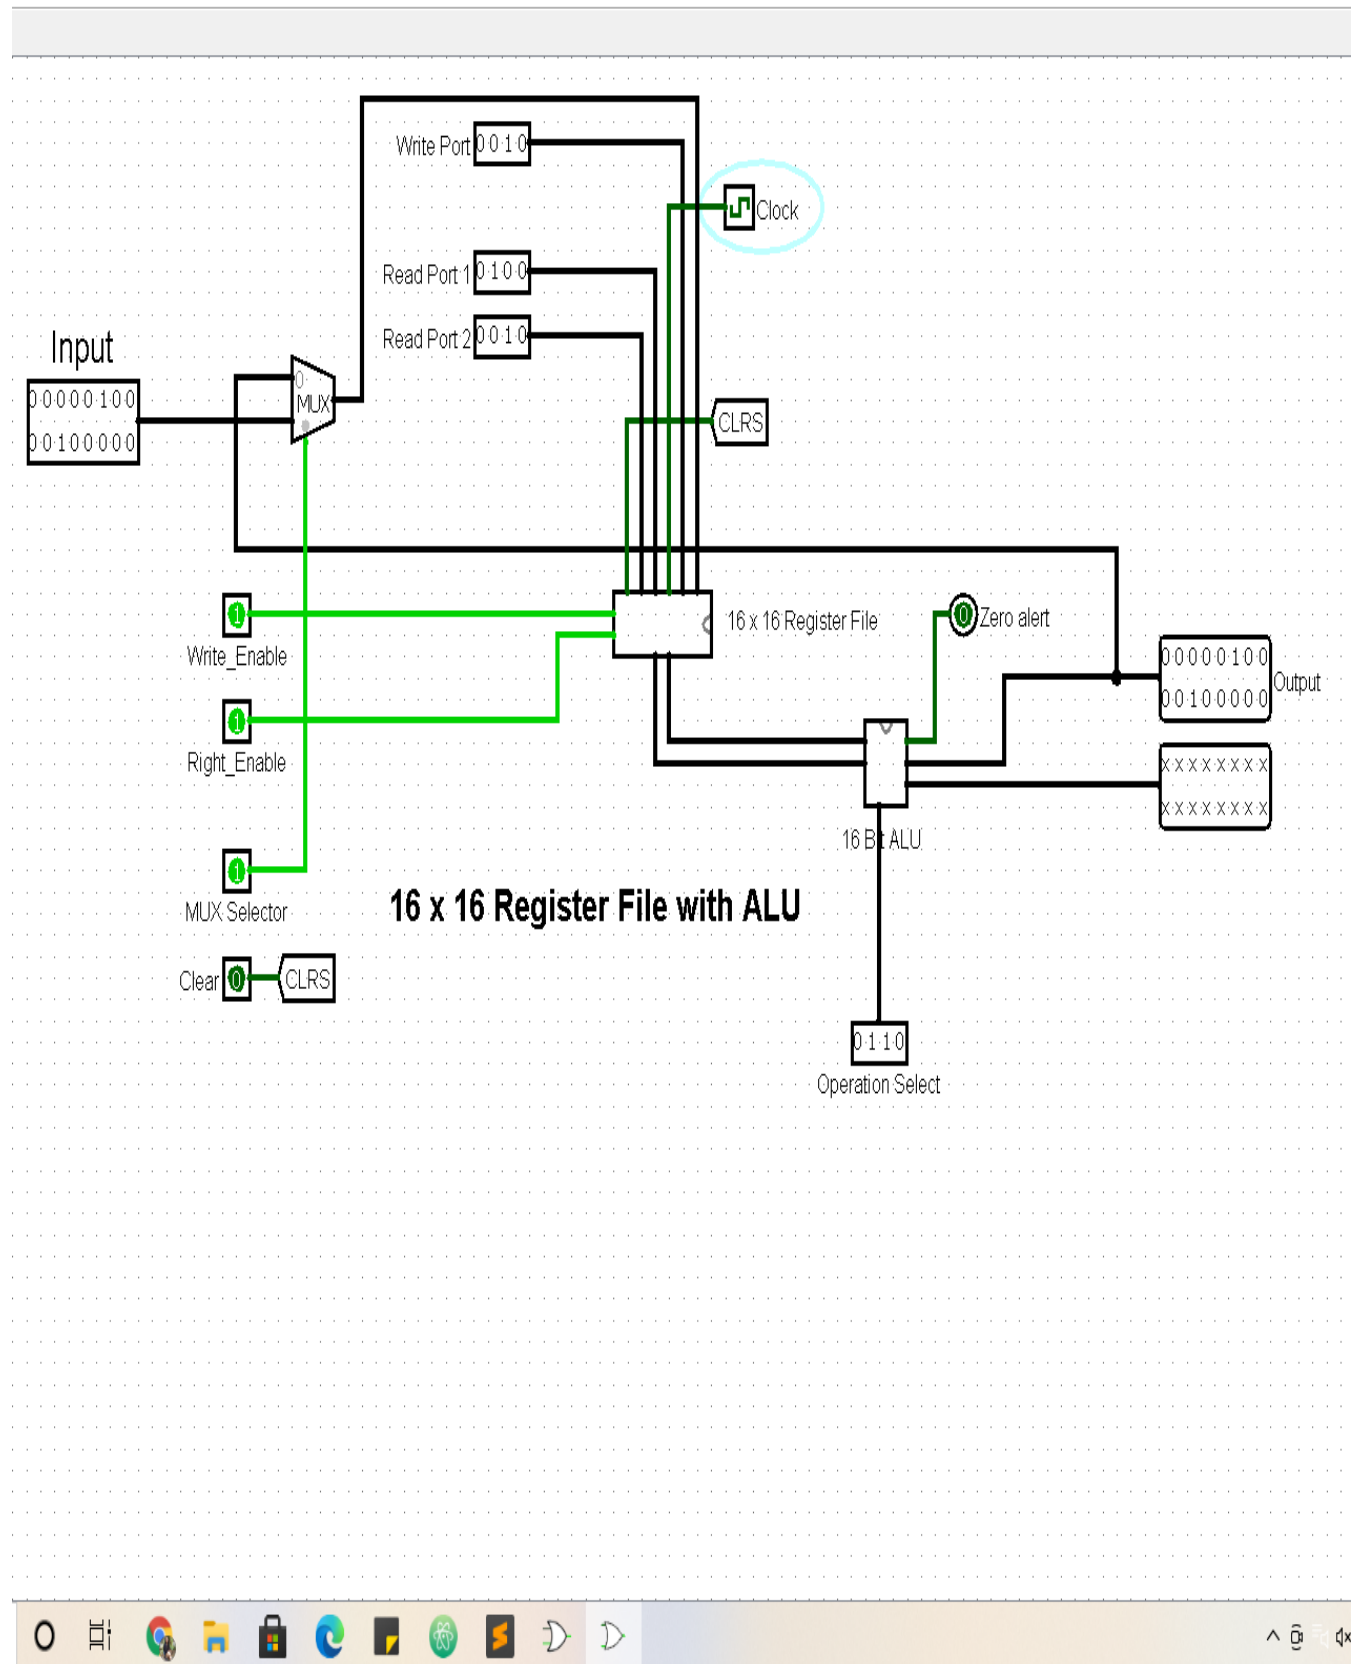 Write Port 0010
Clock
Read Port 1 0100
Read Port 2 0010
Input
00000100
00100000
0
MUX
CLRS
1
Write_Enable
16 x 16 Register File
0 Zero alert
00000100
00100000
Output
1
Right_Enable
xxxxxxxx
xxxxxxxx
16 Bit ALU
1
MUX Selector
16 x 16 Register File with ALU
Clear 0 CLRS
0110
Operation Select